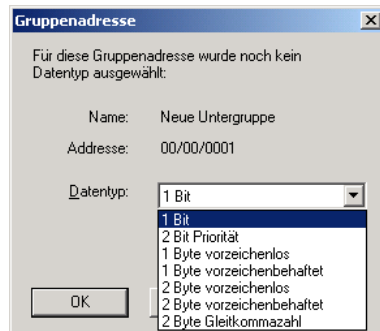 Gruppenadresse
Für diese Gruppenadresse wurde noch kein
Datentyp ausgewählt:
Name: Neue Untergruppe
Addresse: 00/00/0001
Datentyp: 1 Bit
1 Bit
2 Bit Priorität
1 Byte vorzeichenlos
1 Byte vorzeichenbehaftet
2 Byte vorzeichenlos
2 Byte vorzeichenbehaftet
2 Byte Gleitkommazahl
OK